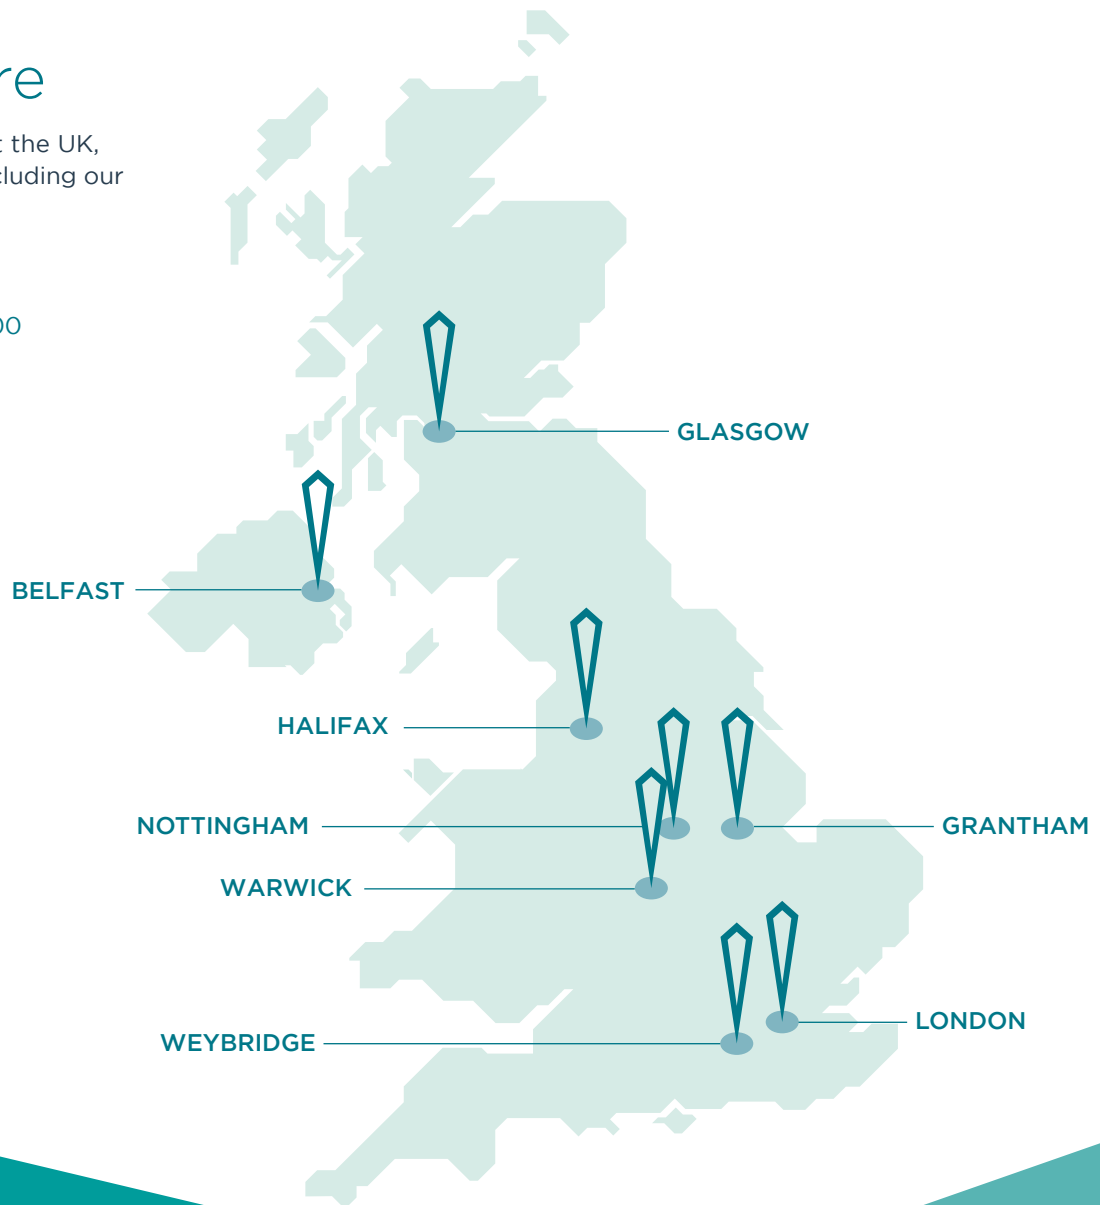 re
t the UK,
cluding our
00
GLASGOW
BELFAST
HALIFAX
NOTTINGHAM
GRANTHAM
WARWICK
LONDON
WEYBRIDGE